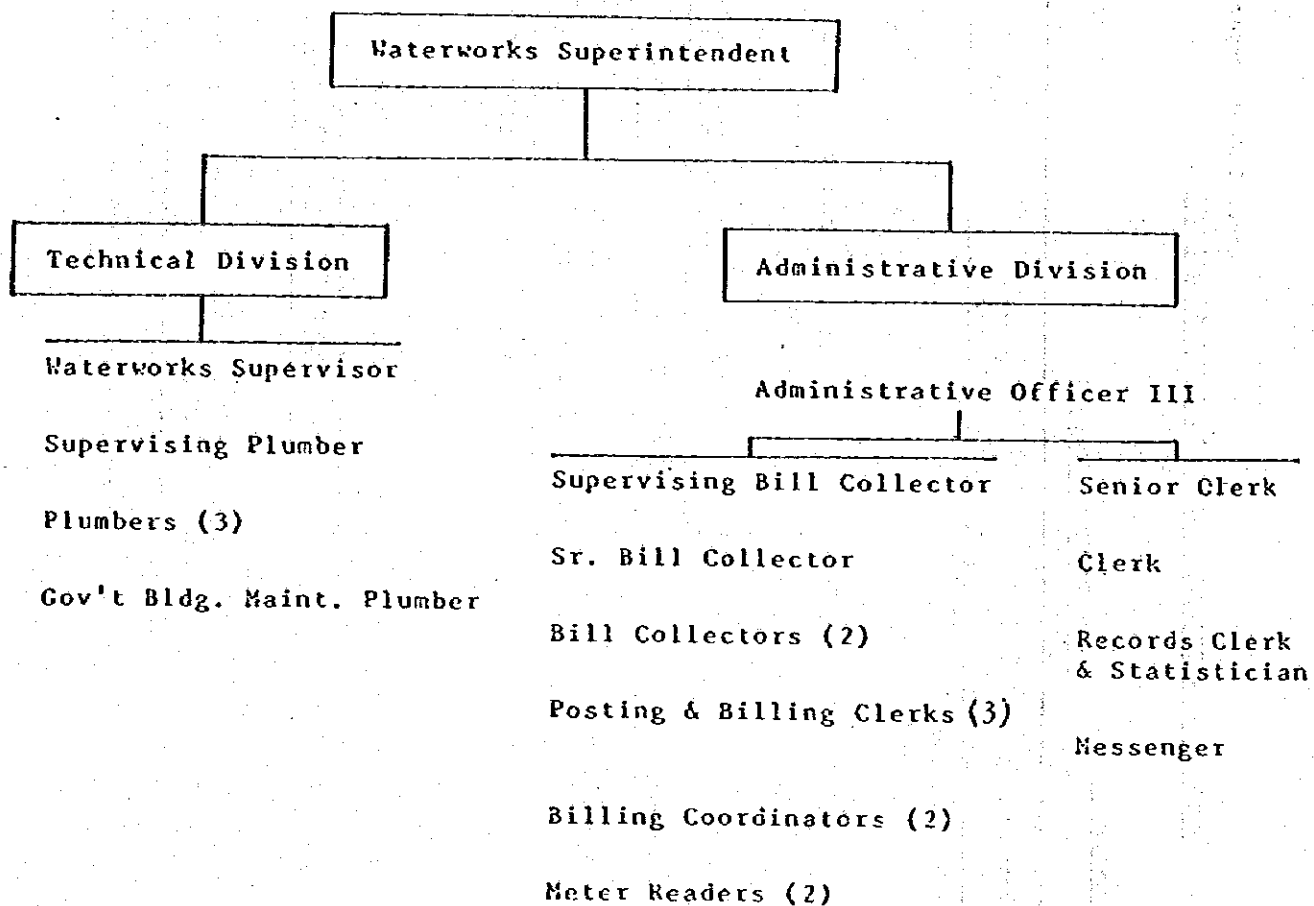 Waterworks Superintendent
Technical Division
Administrative Division
Waterworks Supervisor
Supervising Plumber
Plumbers (3)
Gov't Bldg. Maint. Plumber
Administrative Officer III
Supervising Bill Collector
Sr. Bill Collector
Bill Collectors (2)
Posting & Billing Clerks (3)
Billing Coordinators (2)
Meter Readers (2)
Senior Clerk
Clerk
Records Clerk
& Statistician
Messenger